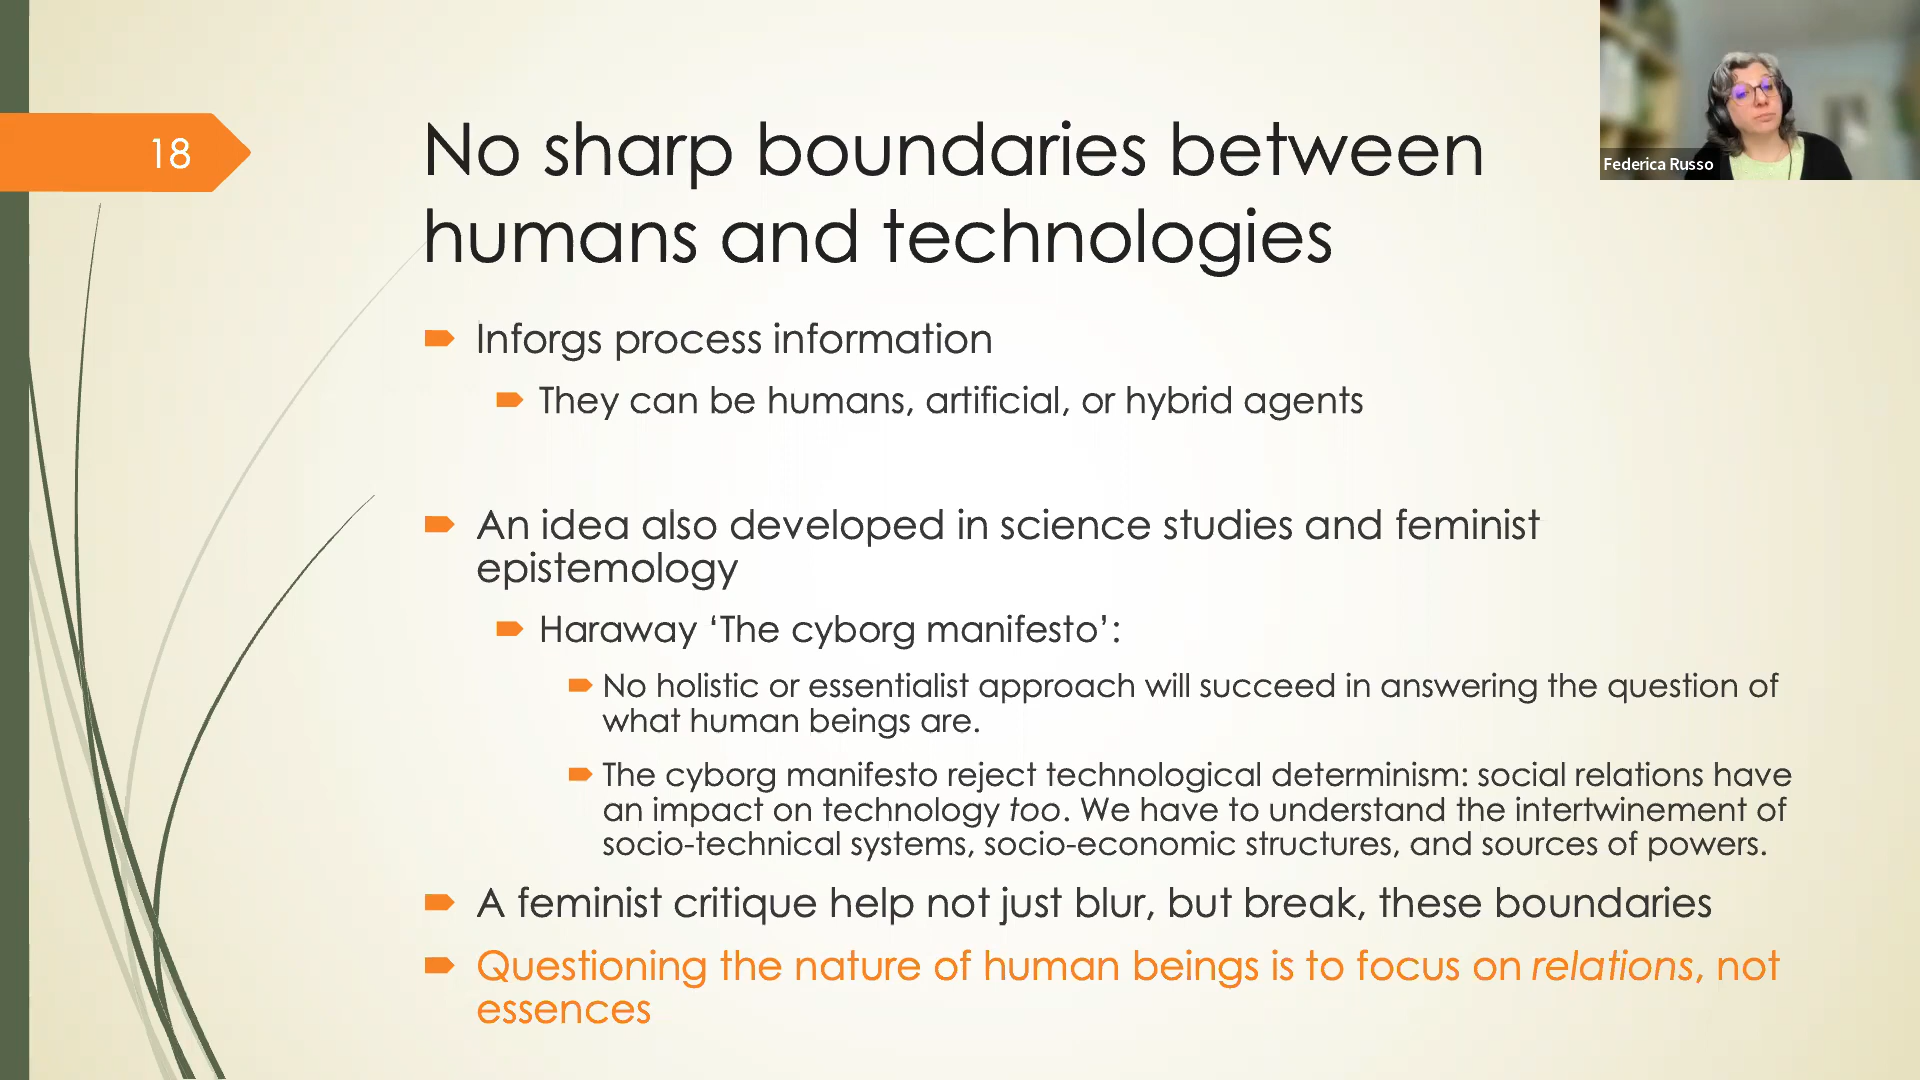 18
No sharp boundaries between
humans and technologies
Federica Russo
Inforgs process information
They can be humans, artificial, or hybrid agents
An idea also developed in science studies and feminist
epistemology
Haraway ‘The cyborg manifesto’:
No holistic or essentialist approach will succeed in answering the question of
what human beings are.
The cyborg manifesto reject technological determinism: social relations have
an impact on technology too. We have to understand the intertwinement of
socio-technical systems, socio-economic structures, and sources of powers.
A feminist critique help not just blur, but break, these boundaries
Questioning the nature of human beings is to focus on relations, not
essences